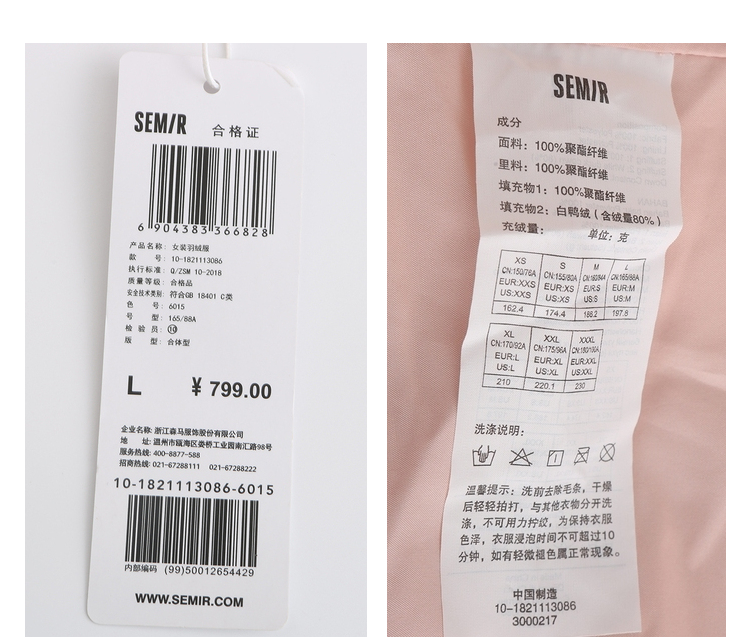 SEMIR 合格证
6 904383 366828
产品名称: 女装羽绒服
款 号: 10-1821113086
执行标准: Q/ZSM 10-2018
质量等级: 合格品
安全技术类别: 符合GB 18401 C类
色 号: 6015
号 型: 165/88A
检 验 员: ⑩
版 型: 合体型
L ¥ 799.00
企业名称: 浙江森马服饰股份有限公司
地 址: 温州市瓯海区娄桥工业园南汇路98号
服务热线: 400-8877-588
招商热线: 021-67288111 021-67288222
10-1821113086-6015
内部编码 (99)50012654429
WWW.SEMIR.COM
SEMIR
成分
面料: 100%聚酯纤维
里料: 100%聚酯纤维
填充物1: 100%聚酯纤维
填充物2: 白鸭绒(含绒量80%)
充绒量: 单位: 克
XS S M L
CN:150/76A CN:155/80A CN:160/84A CN:165/88A
EUR:XXS EUR:XS EUR:S EUR:M
US:XXS US:XS US:S US:M
162.4 174.4 186.2 197.8
XL XXL XXXL
CN:170/92A CN:175/96A CN:180/100A
EUR:L EUR:XL EUR:XXL
US:L US:XL US:XXL
210 220.1 230
洗涤说明:
温馨提示: 洗前去除毛条, 干燥
后轻轻拍打, 与其他衣物分开洗
涤, 不可用力拧绞, 为保持衣服
色泽, 衣服浸泡时间不可超过10
分钟, 如有轻微褪色属正常现象。
中国制造
10-1821113086
3000217